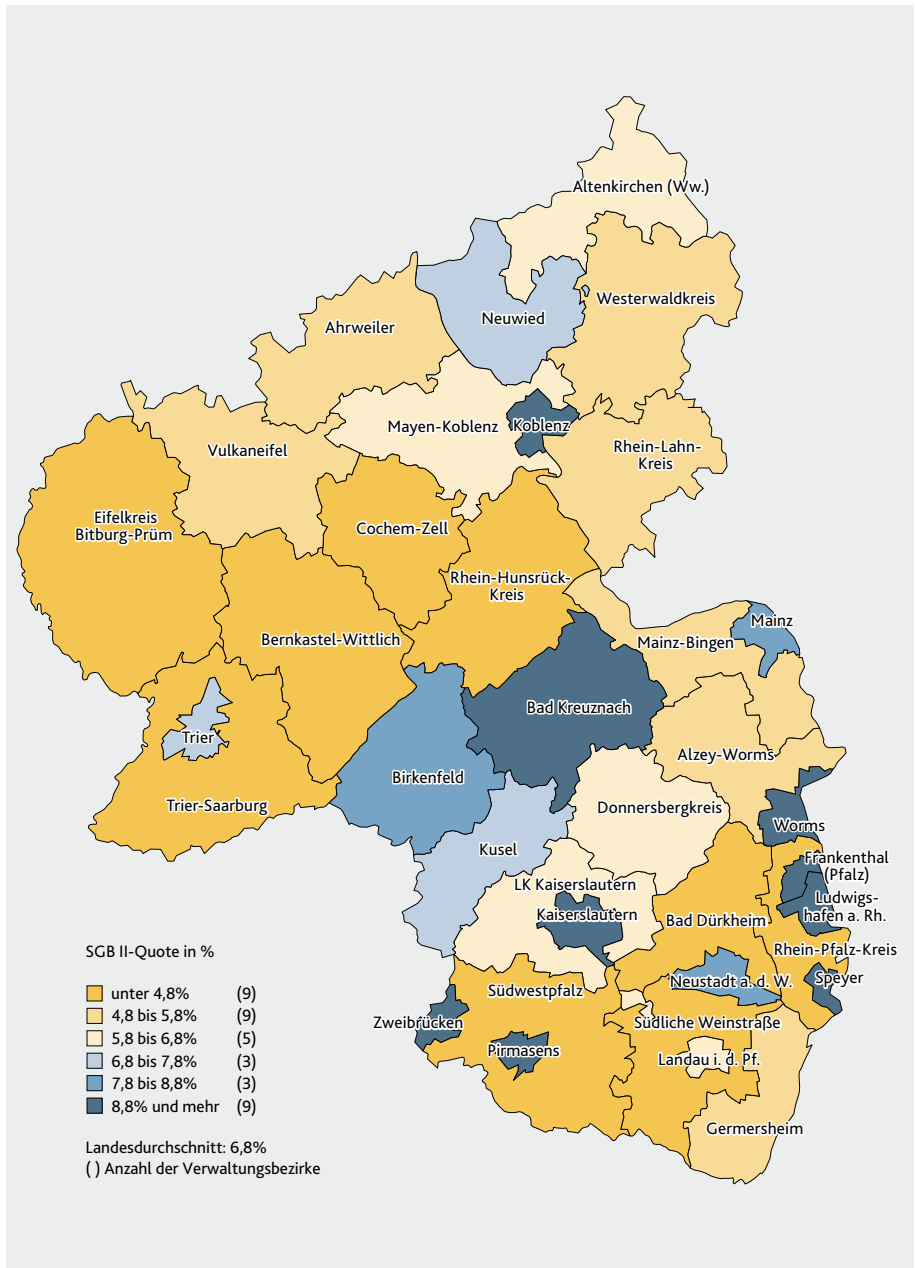 Altenkirchen (Ww.)
Westerwaldkreis
Neuwied
Ahrweiler
Mayen-Koblenz
Koblenz
Vulkaneifel
Rhein-Lahn-
Kreis
Eifelkreis
Bitburg-Prüm
Cochem-Zell
Rhein-Hunsrück-
Kreis
Bernkastel-Wittlich
Mainz
Mainz-Bingen
Bad Kreuznach
Trier
Alzey-Worms
Birkenfeld
Trier-Saarburg
Donnersbergkreis
Worms
Kusel
Frankenthal
(Pfalz)
LK Kaiserslautern
Ludwigs-
hafen a. Rh.
Kaiserslautern
Bad Dürkheim
Rhein-Pfalz-Kreis
Neustadt a. d. W.
Speyer
Südwestpfalz
Zweibrücken
Südliche Weinstraße
Pirmasens
Landau i. d. Pf.
Germersheim
SGB II-Quote in %
unter 4,8% (9)
4,8 bis 5,8% (9)
5,8 bis 6,8% (5)
6,8 bis 7,8% (3)
7,8 bis 8,8% (3)
8,8% und mehr (9)
Landesdurchschnitt: 6,8%
( ) Anzahl der Verwaltungsbezirke